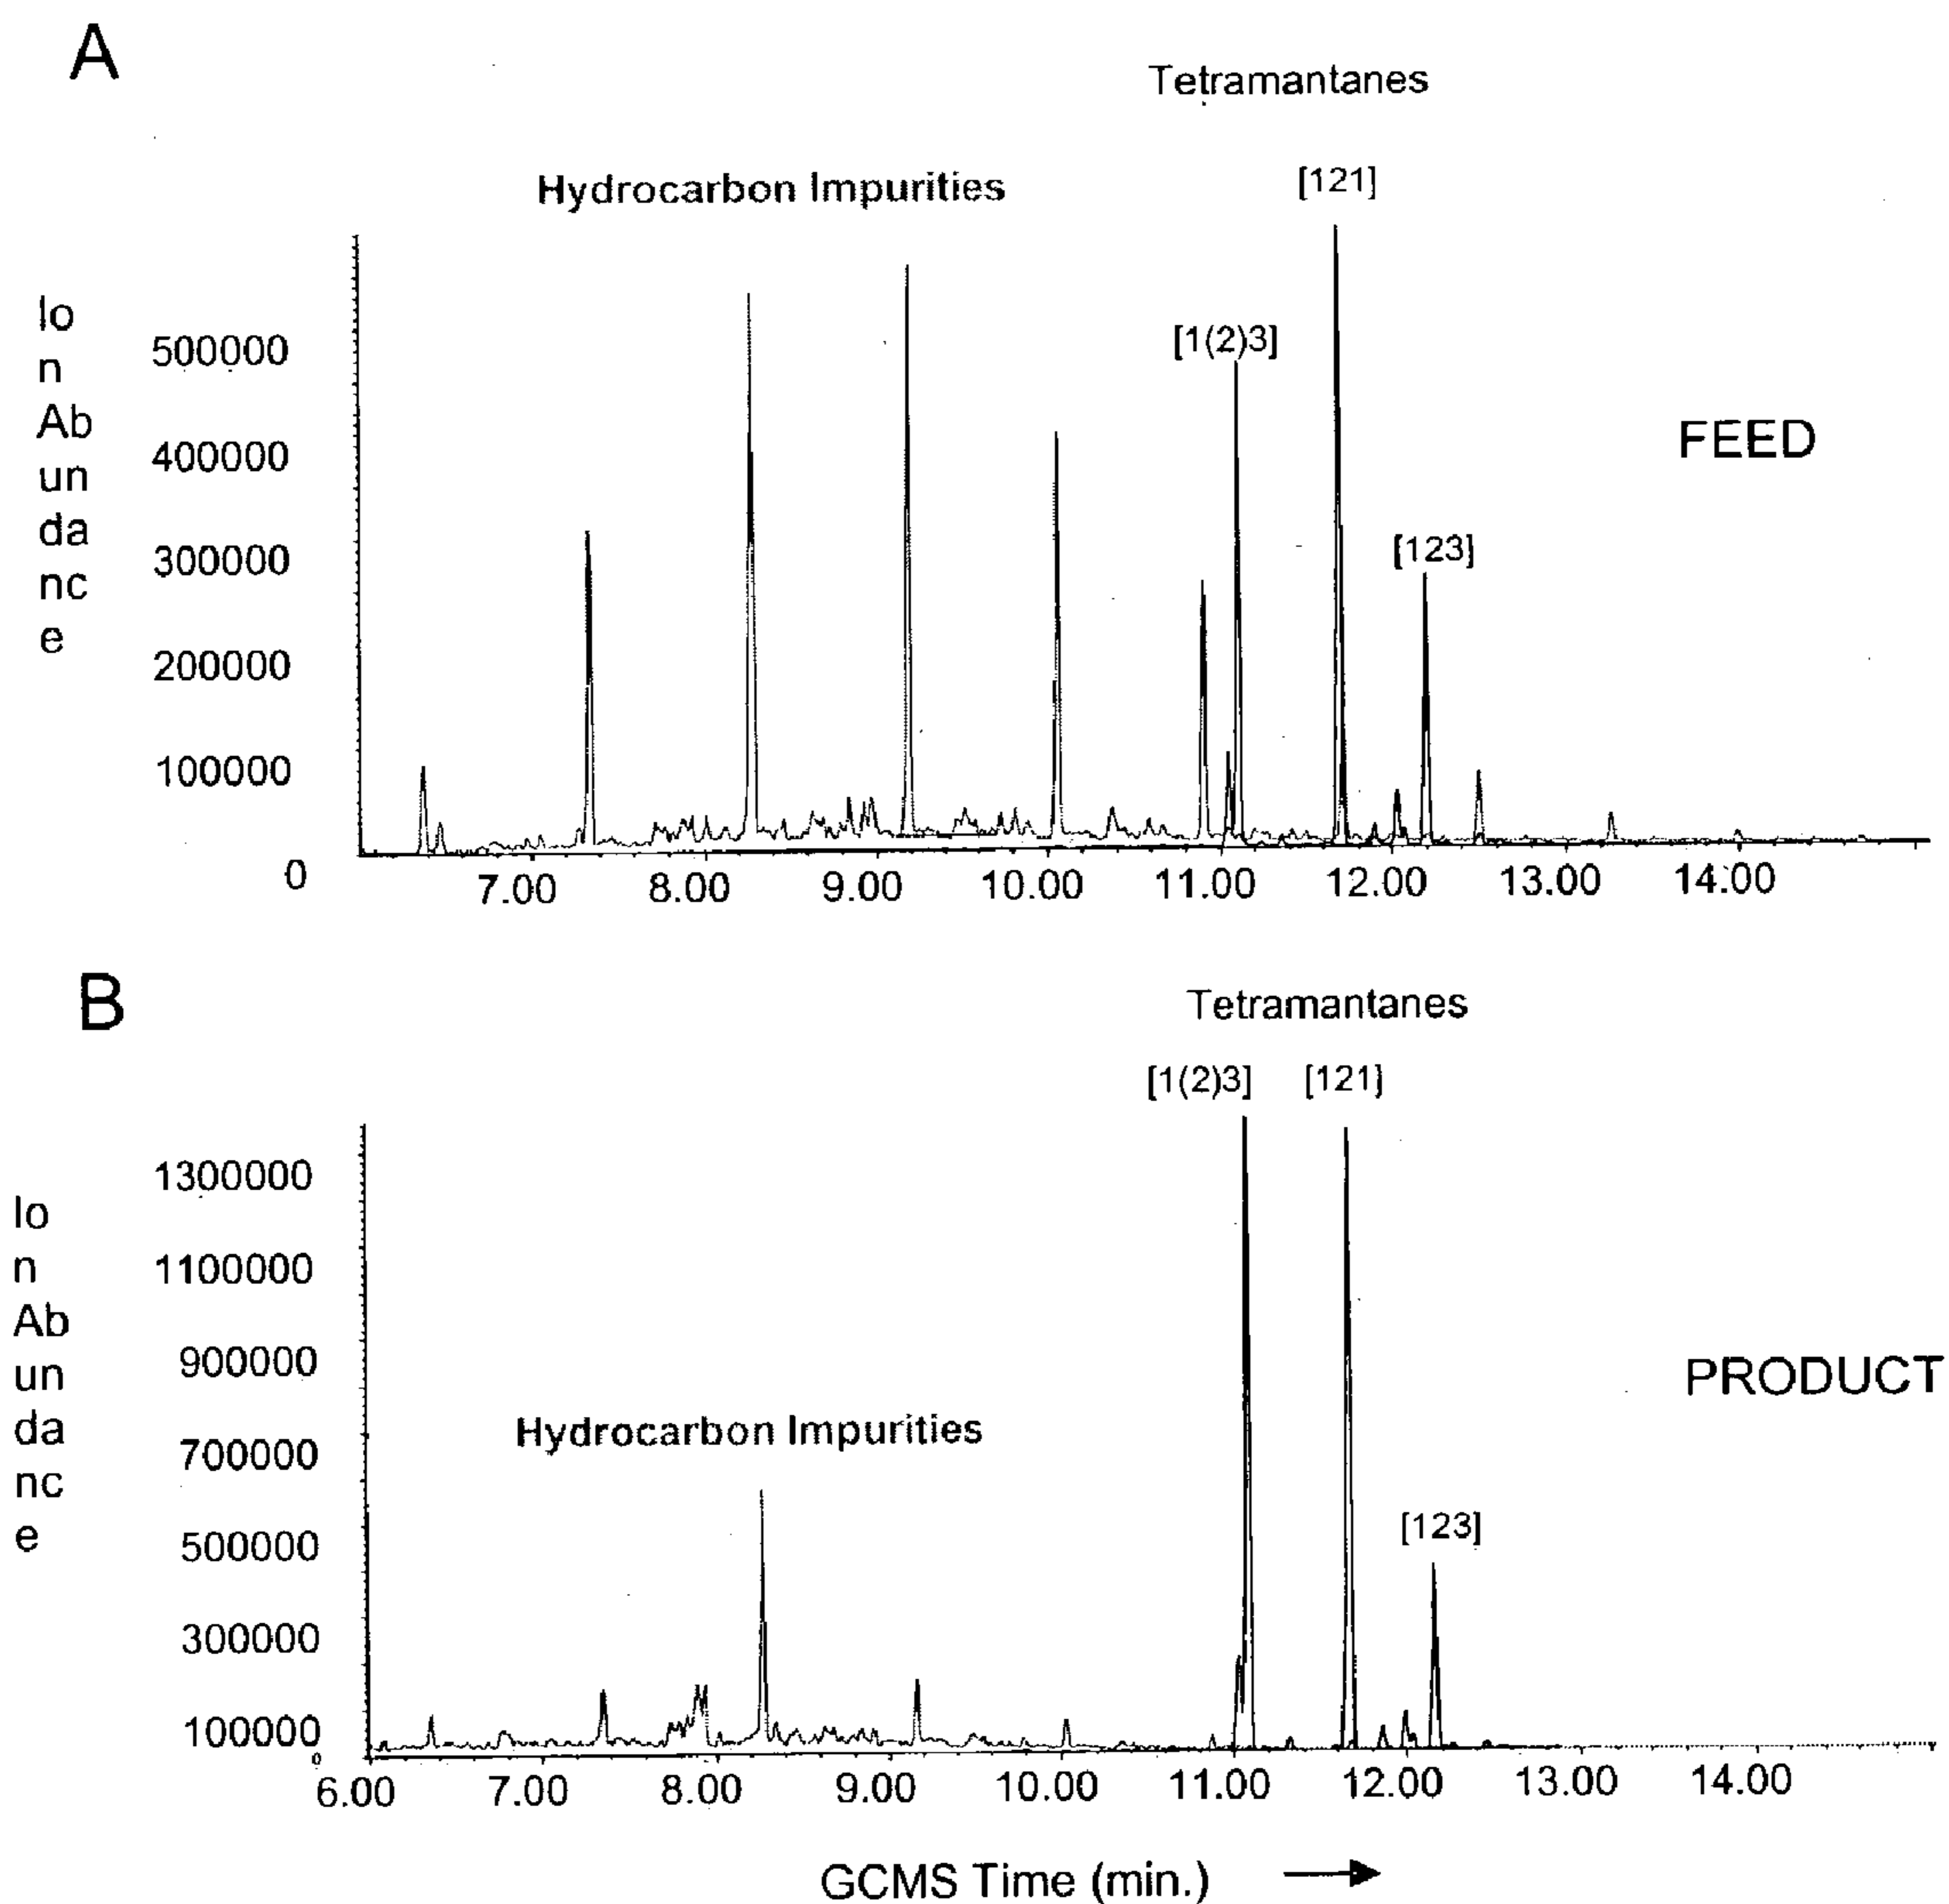 A
Tetramantanes
Hydrocarbon Impurities
[121]
[1(2)3]
[123]
FEED
Io
n
Ab
un
da
nc
e
500000
400000
300000
200000
100000
0
7.00 8.00 9.00 10.00 11.00 12.00 13.00 14.00
B
Tetramantanes
[1(2)3] [121]
[123]
Hydrocarbon Impurities
PRODUCT
Io
n
Ab
un
da
nc
e
1300000
1100000
900000
700000
500000
300000
100000
0
6.00 7.00 8.00 9.00 10.00 11.00 12.00 13.00 14.00
GCMS Time (min.)